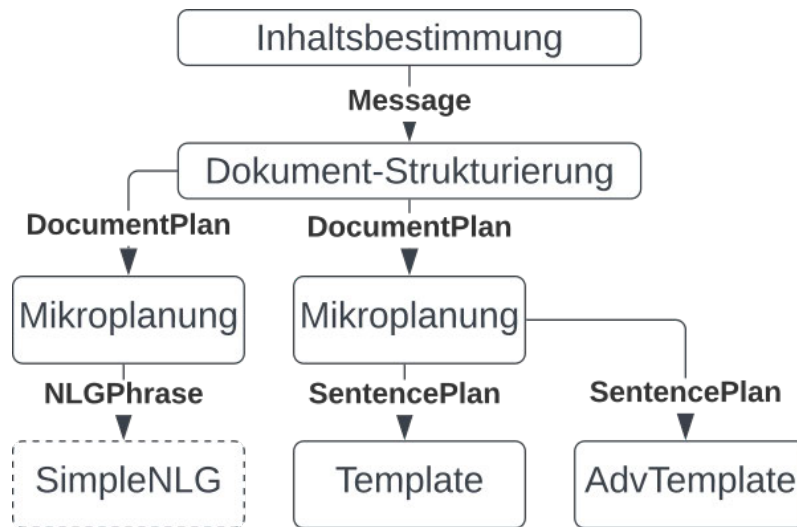 Inhaltsbestimmung
Message
Dokument-Strukturierung
DocumentPlan
DocumentPlan
Mikroplanung
Mikroplanung
NLGPhrase
SentencePlan
SentencePlan
SimpleNLG
Template
AdvTemplate